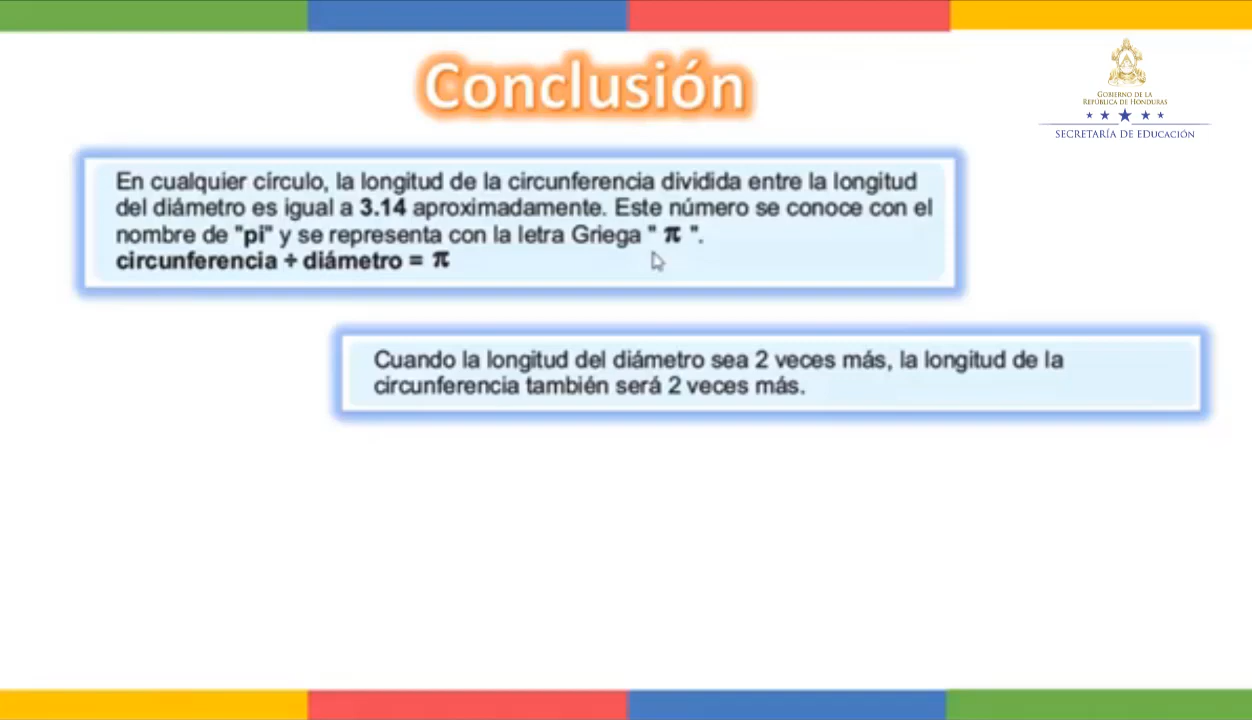 Conclusión
GOBIERNO DE LA
REPÚBLICA DE HONDURAS
SECRETARÍA DE EDUCACIÓN
En cualquier círculo, la longitud de la circunferencia dividida entre la longitud
del diámetro es igual a 3.14 aproximadamente. Este número se conoce con el
nombre de "pi" y se representa con la letra Griega " π ".
circunferencia ÷ diámetro = π
Cuando la longitud del diámetro sea 2 veces más, la longitud de la
circunferencia también será 2 veces más.